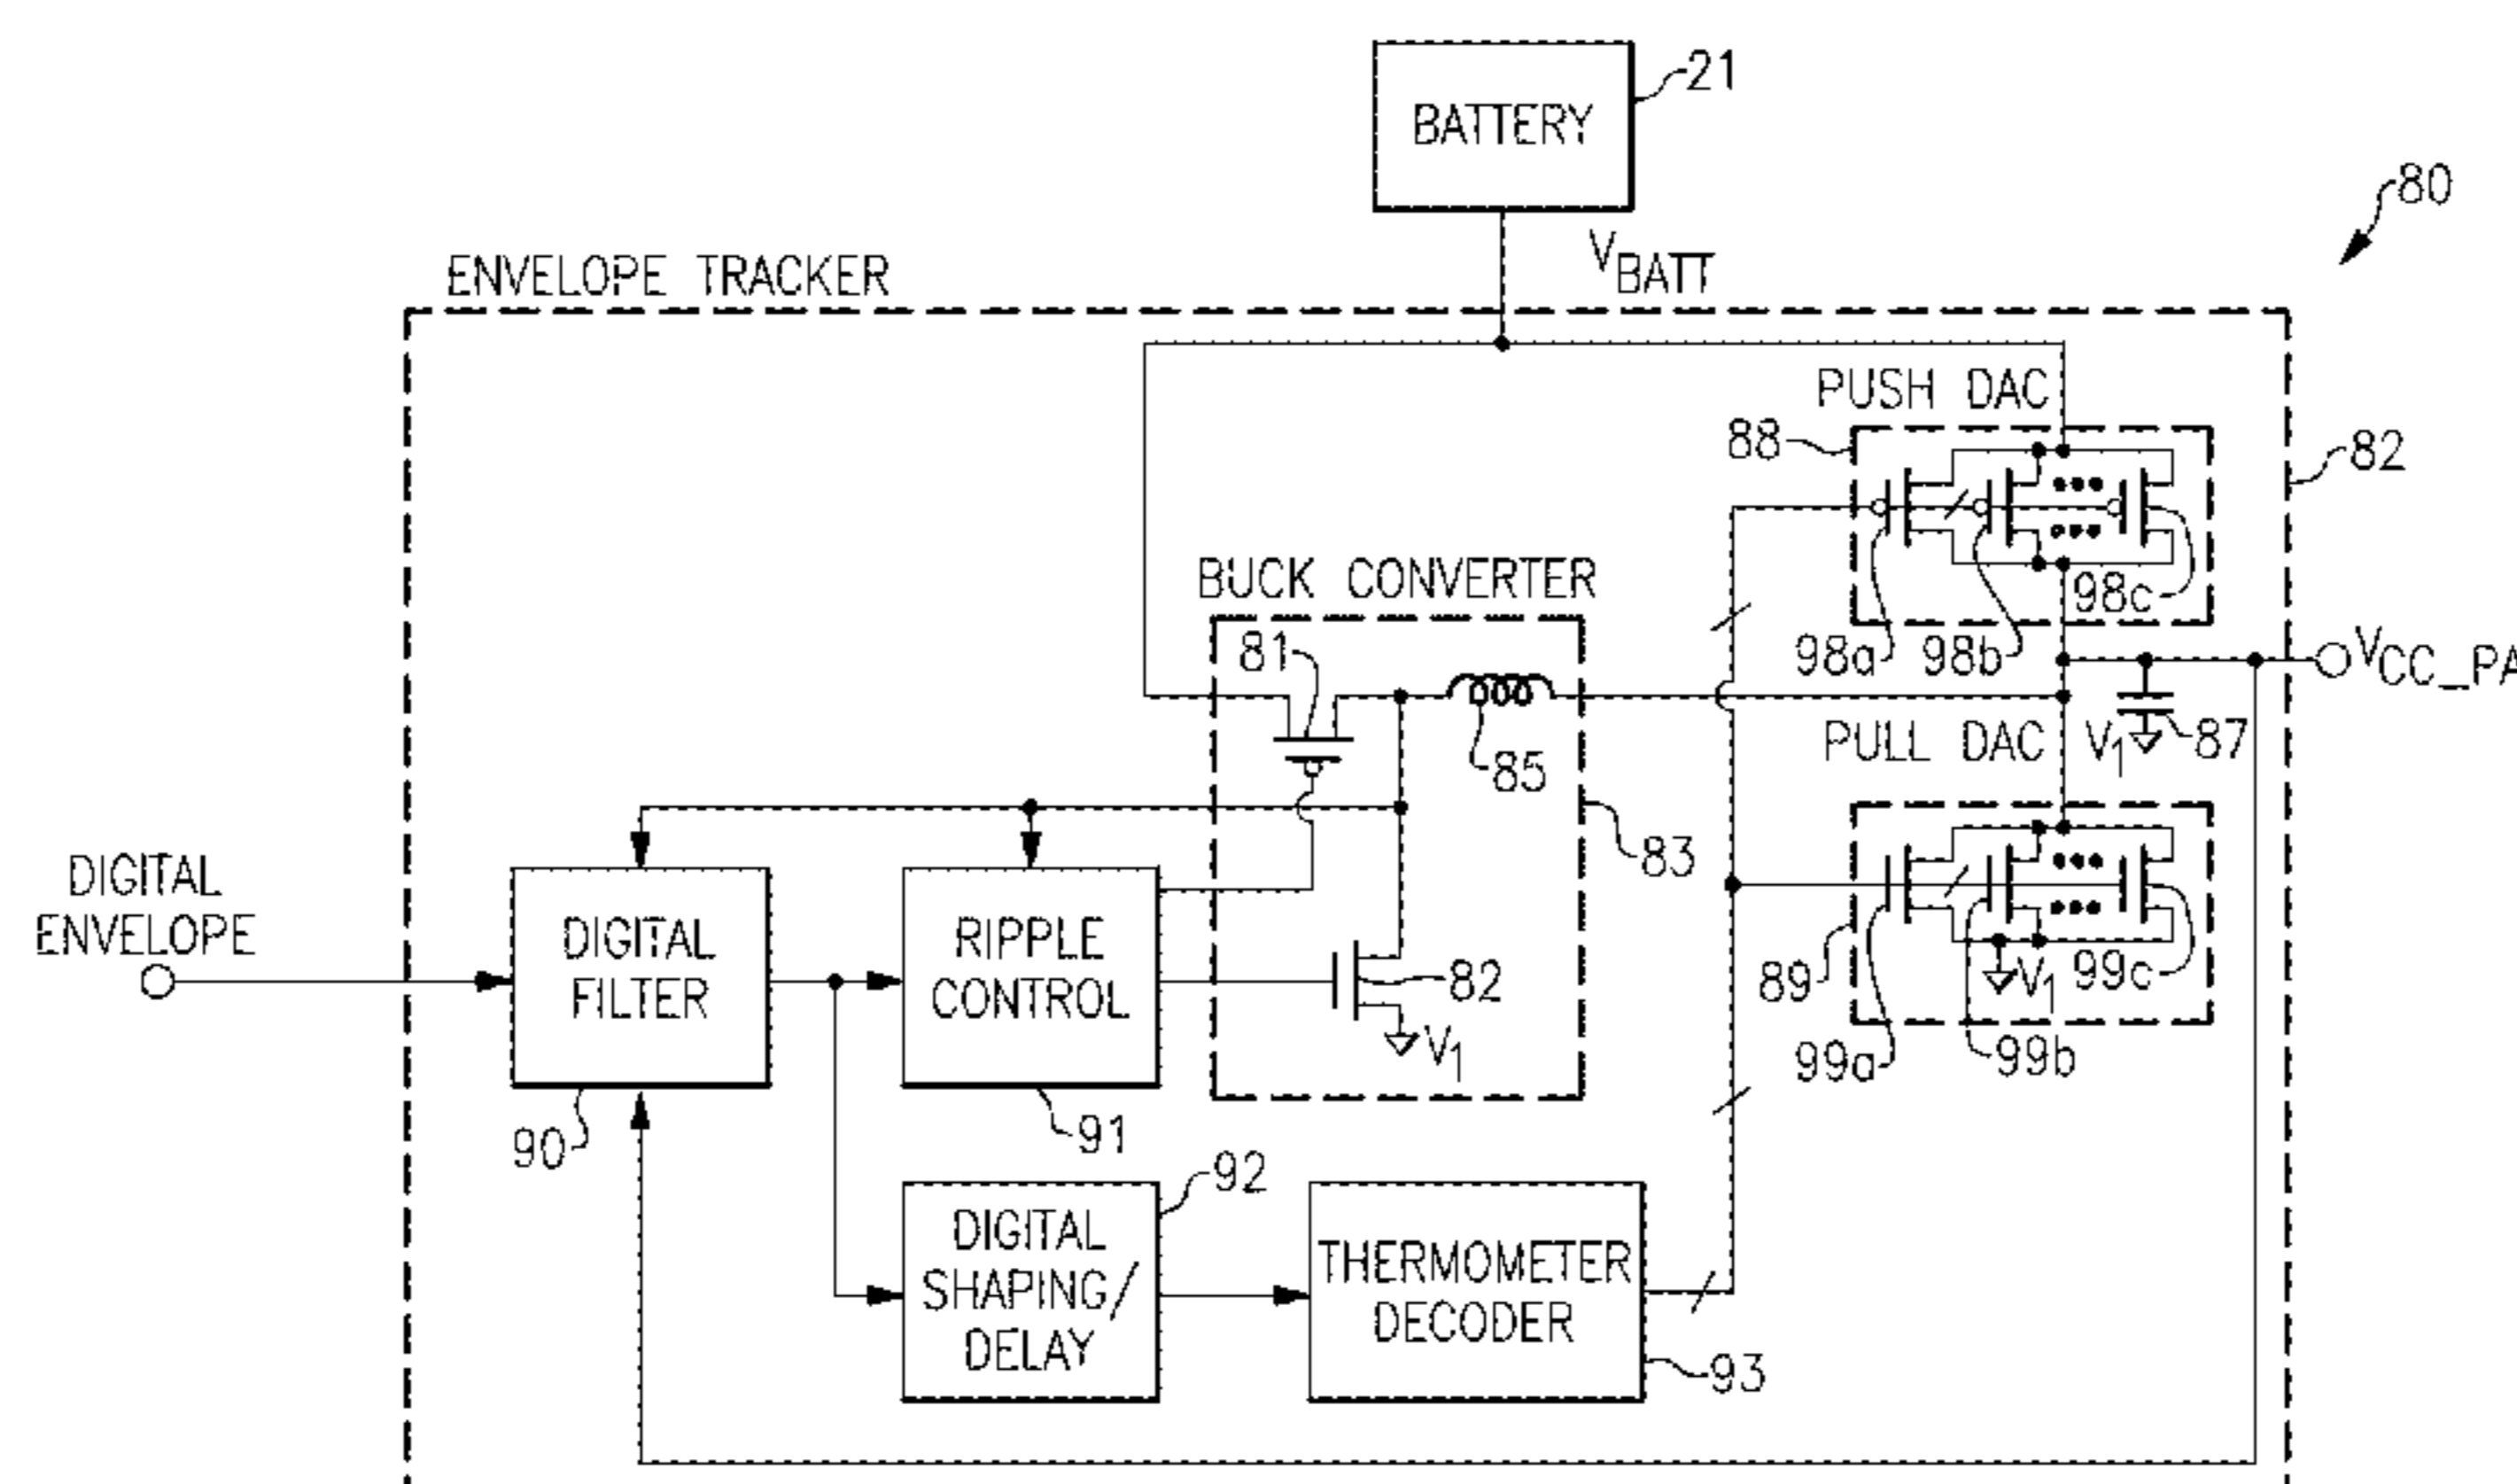 BATTERY
21
80
VBATT
ENVELOPE TRACKER
PUSH DAC
88
82
98c
98a
98b
BUCK CONVERTER
81
85
83
VCC_PA
PULL DAC
V1
87
89
V1
99c
99a
99b
DIGITAL
ENVELOPE
DIGITAL
FILTER
90
RIPPLE
CONTROL
91
82
V1
92
DIGITAL
SHAPING/
DELAY
THERMOMETER
DECODER
93